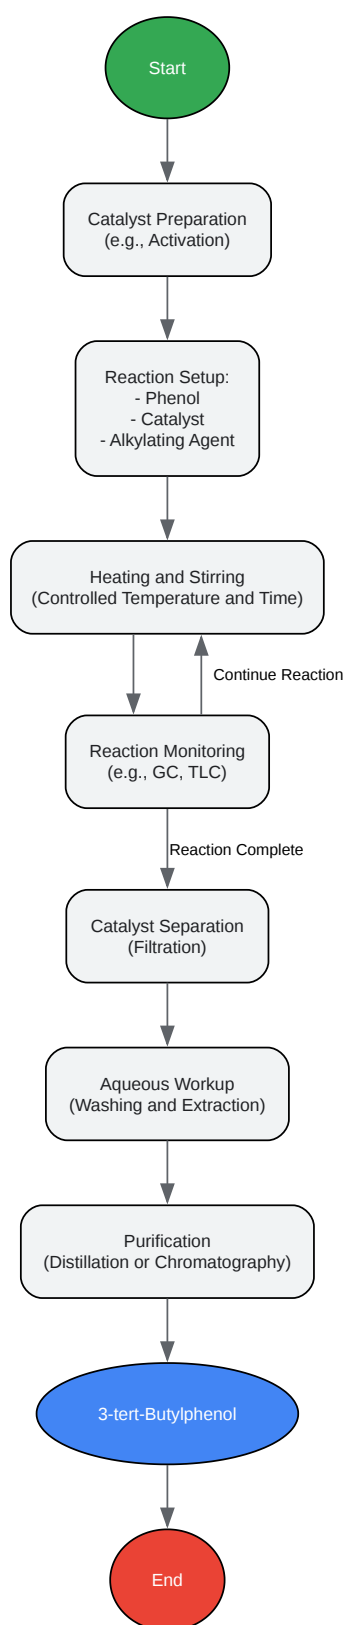 Start
Catalyst Preparation
(e.g., Activation)
Reaction Setup:
- Phenol
- Catalyst
- Alkylating Agent
Heating and Stirring
(Controlled Temperature and Time)
Continue Reaction
Reaction Monitoring
(e.g., GC, TLC)
Reaction Complete
Catalyst Separation
(Filtration)
Aqueous Workup
(Washing and Extraction)
Purification
(Distillation or Chromatography)
3-tert-Butylphenol
End